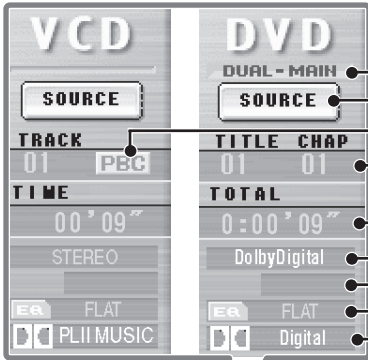 VCD
SOURCE
TRACK
01 PBC
TIME
00'09"
STEREO
EQ FLAT
PLII MUSIC
DVD
DUAL-MAIN
SOURCE
TITLE CHAP
01 01
TOTAL
0:00'09"
DolbyDigital
EQ FLAT
Digital